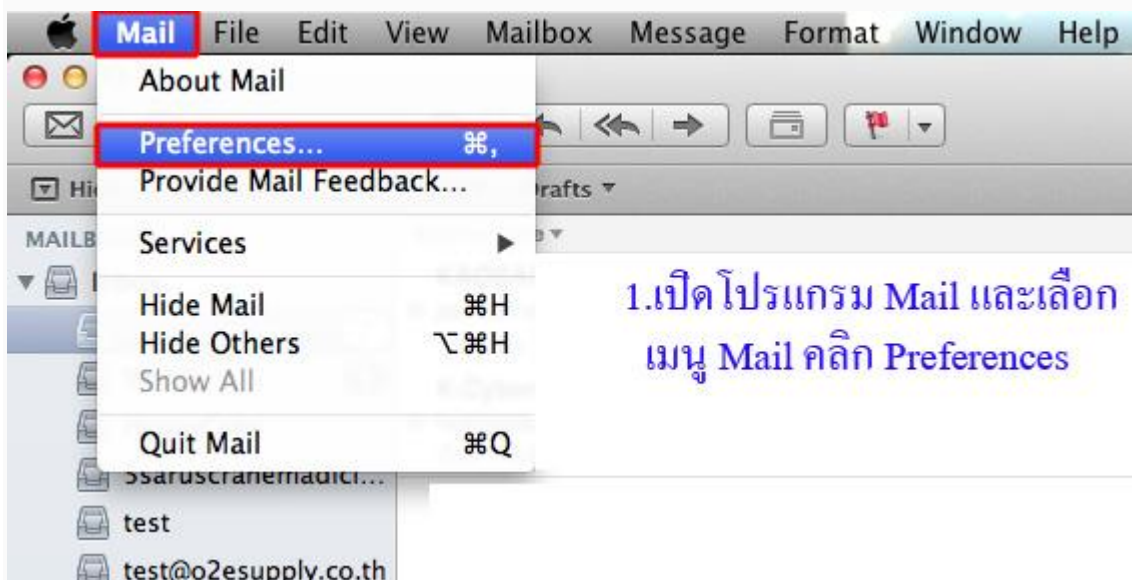 Mail File Edit View Mailbox Message Format Window Help
About Mail
Preferences... ⌘,
Provide Mail Feedback...
rafts
MAILB
Services
Hide Mail ⌘H
Hide Others ⌥⌘H
Show All
Quit Mail ⌘Q
test
test@o2esupply.co.th
1.เปิดโปรแกรม Mail และเลือก
เมนู Mail คลิก Preferences